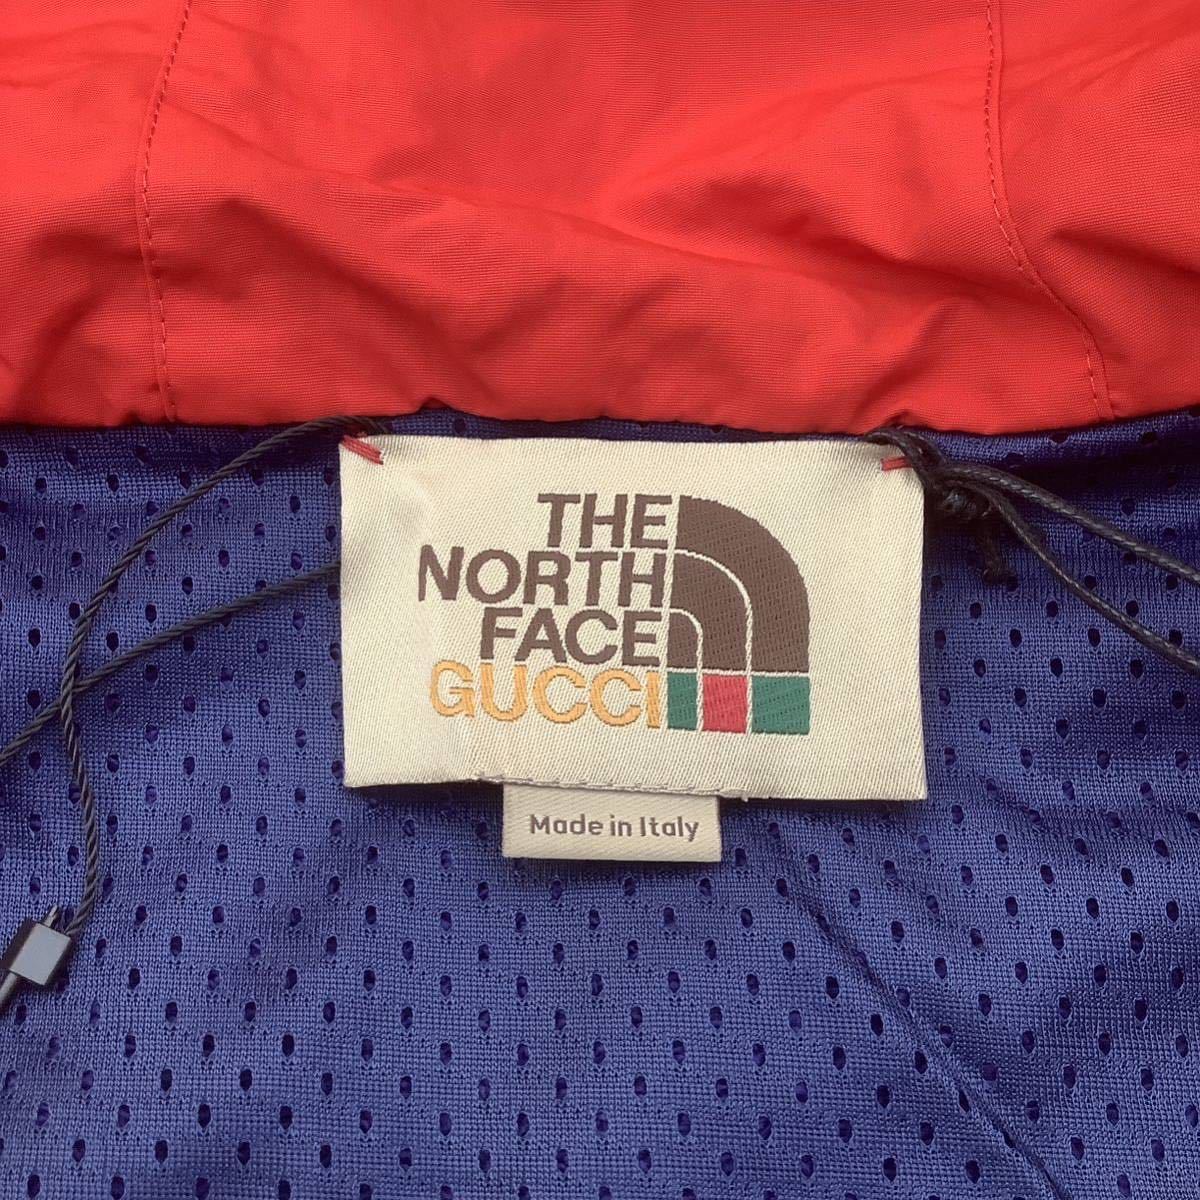 THE
NORTH
FACE
GUCCI
Made in Italy